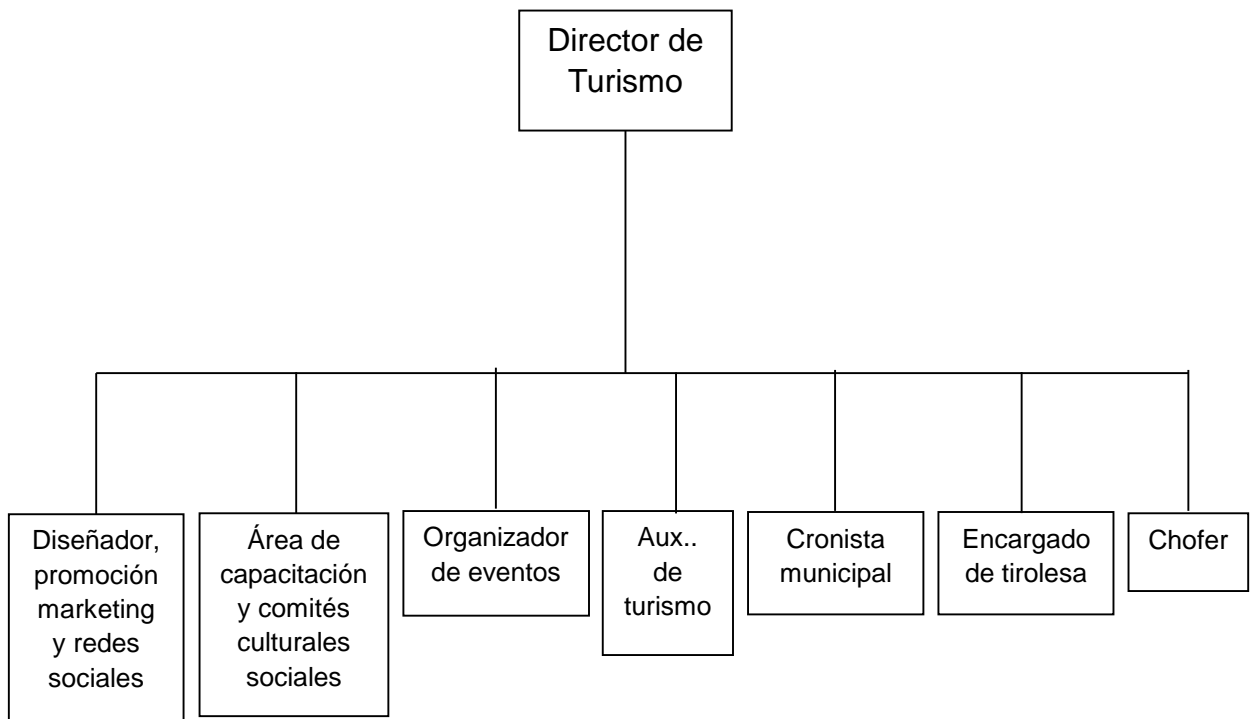 Director de
Turismo
Diseñador,
promoción
marketing
y redes
sociales
Área de
capacitación
y comités
culturales
sociales
Organizador
de eventos
Aux..
de
turismo
Cronista
municipal
Encargado
de tirolesa
Chofer